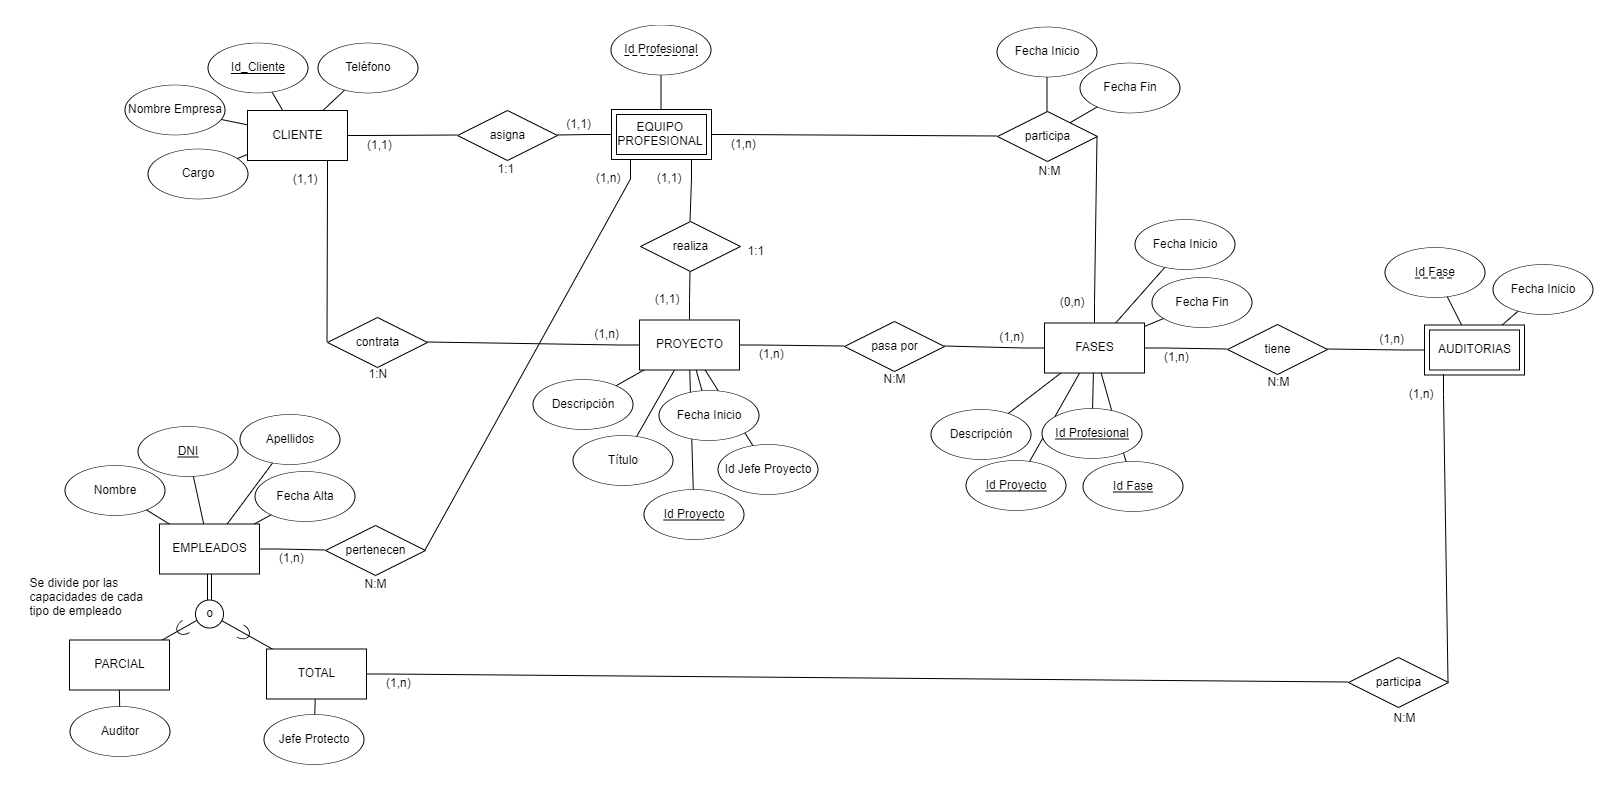 Id Profesional
Fecha Inicio
Fecha Fin
Id_Cliente
Teléfono
Nombre Empresa
Cargo
CLIENTE
(1,1)
(1,1)
asigna
1:1
(1,1)
EQUIPO
PROFESIONAL
(1,n)
(1,1)
(1,n)
participa
N:M
realiza
1:1
(1,1)
(0,n)
Fecha Inicio
Fecha Fin
Id Fase
Fecha Inicio
contrata
1:N
(1,n)
PROYECTO
(1,n)
pasa por
N:M
(1,n)
FASES
(1,n)
tiene
N:M
(1,n)
AUDITORIAS
(1,n)
Descripción
Título
Fecha Inicio
Id Jefe Proyecto
Id Proyecto
Descripción
Id Profesional
Id Proyecto
Id Fase
Nombre
DNI
Apellidos
Fecha Alta
EMPLEADOS
(1,n)
pertenecen
N:M
Se divide por las
capacidades de cada
tipo de empleado
o
PARCIAL
TOTAL
(1,n)
Auditor
Jefe Protecto
participa
N:M